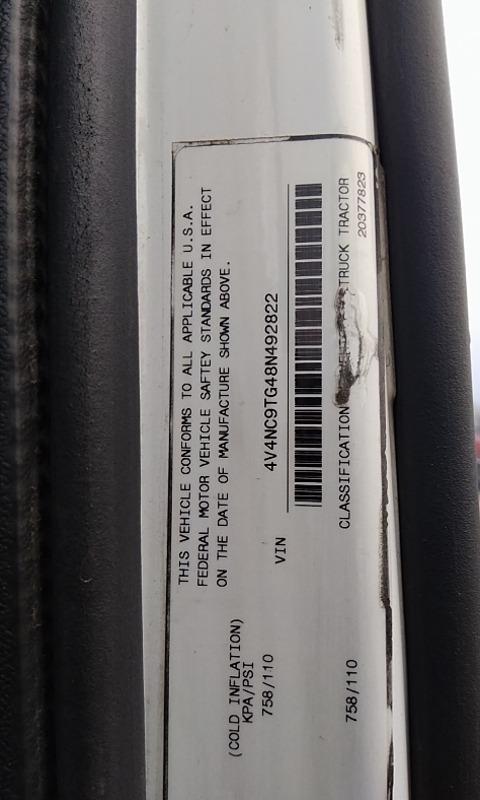 THIS VEHICLE CONFORMS TO ALL APPLICABLE U.S.A.
FEDERAL MOTOR VEHICLE SAFTEY STANDARDS IN EFFECT
ON THE DATE OF MANUFACTURE SHOWN ABOVE.
(COLD INFLATION)
KPA/PSI
758/110
VIN
4V4NC9TG48N492822
758/110
CLASSIFICATION TRUCK TRACTOR
20377823